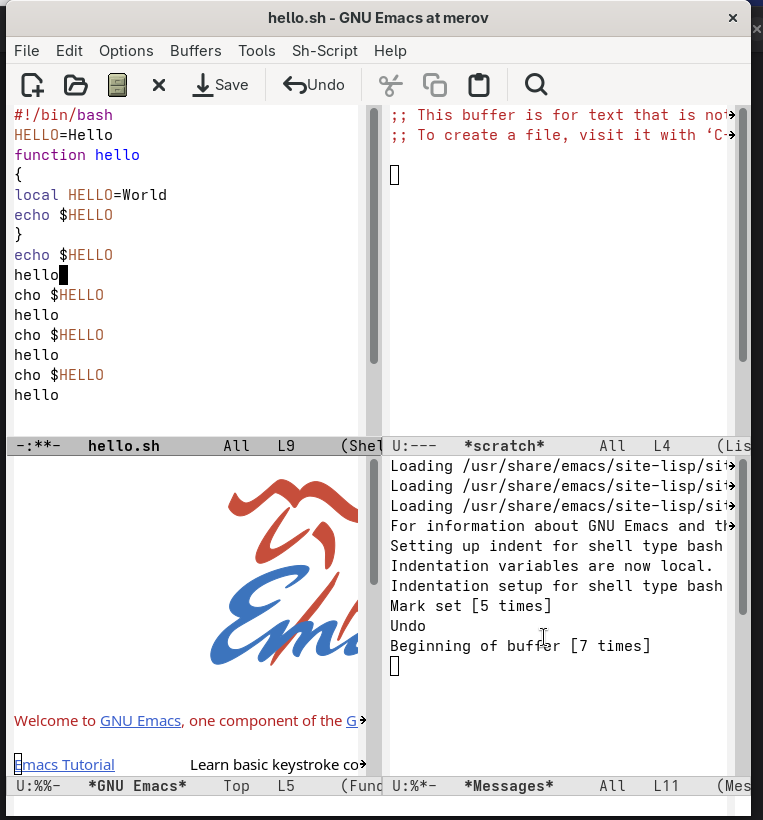 hello.sh - GNU Emacs at merov
File Edit Options Buffers Tools Sh-Script Help
Save Undo
#!/bin/bash
HELLO=Hello
function hello
{
local HELLO=World
echo $HELLO
}
echo $HELLO
hello
cho $HELLO
hello
cho $HELLO
hello
cho $HELLO
hello
-:**- hello.sh All L9 (Shel
;; This buffer is for text that is not
;; To create a file, visit it with ‘C-
U:--- *scratch* All L4 (Lis
Emacs
Welcome to GNU Emacs, one component of the G
Emacs Tutorial Learn basic keystroke co
U:%%- *GNU Emacs* Top L5 (Fund
Loading /usr/share/emacs/site-lisp/sit
Loading /usr/share/emacs/site-lisp/sit
Loading /usr/share/emacs/site-lisp/sit
For information about GNU Emacs and th
Setting up indent for shell type bash
Indentation variables are now local.
Indentation setup for shell type bash
Mark set [5 times]
Undo
Beginning of buffer [7 times]
U:%*- *Messages* All L11 (Mes